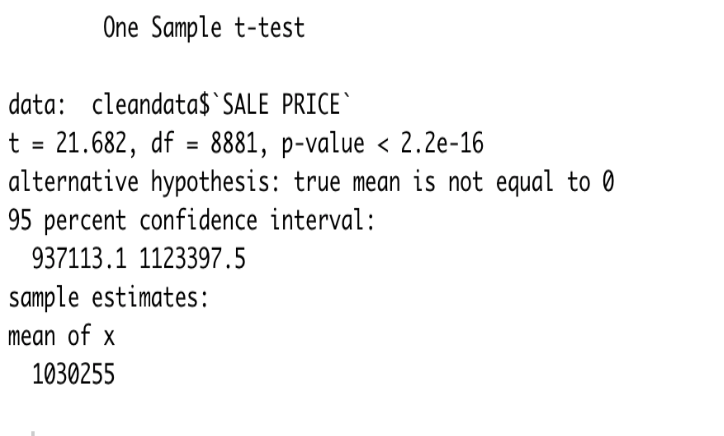 One Sample t-test
data: cleandata$`SALE PRICE`
t = 21.682, df = 8881, p-value < 2.2e-16
alternative hypothesis: true mean is not equal to 0
95 percent confidence interval:
937113.1 1123397.5
sample estimates:
mean of x
1030255